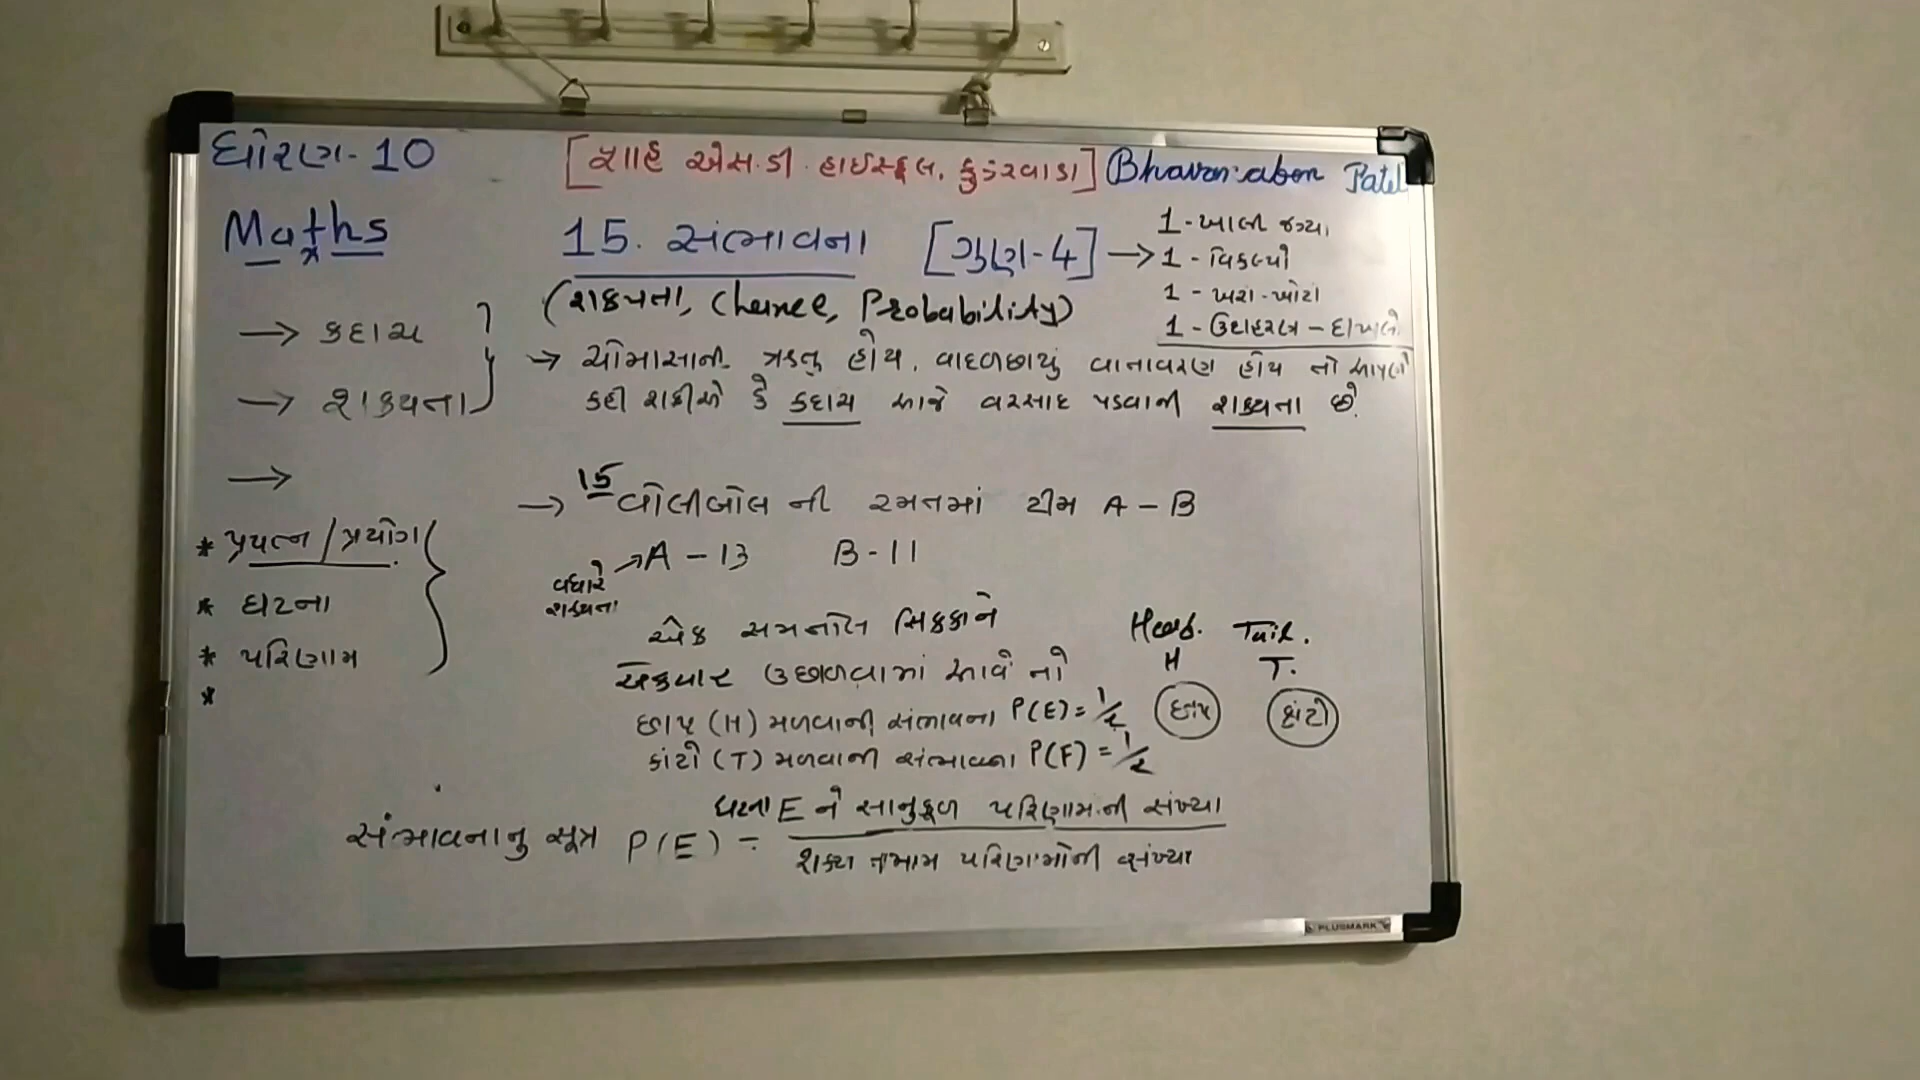 ધોરણ-10
[શાહ એસ.ડી. હાઈસ્કૂલ, કુંડરવાડા] Bhavanaben Patel
Maths
15. સંભાવના [ગુણ-4] →
1 - ખાલી જગ્યા,
1 - વિકલ્પો
1 - ખરા-ખોટા
1 - ઉદાહરણ - દાખલો
(શક્યતા, Chance, Probability)
→ કદાચ
→ શક્યતા
→ ચોમાસાની ઋતુ હોય, વાદળછાયું વાતાવરણ હોય તો આપણે
કહી શકીએ કે કદાચ આજે વરસાદ પડવાની શક્યતા છે.
→
→ 15 વોલીબોલ ની રમતમાં ટીમ A - B
A - 13 B - 11
વધારે
શક્યતા
* પ્રયત્ન / પ્રયોગ
* ઘટના
* પરિણામ
*
એક સમતોલ સિક્કાને
એકવાર ઉછાળવામાં આવે તો
છાપ (H) મળવાની સંભાવના P(E) = 1/2
કાંટો (T) મળવાની સંભાવના P(F) = 1/2
Head. Tail.
H T.
છાપ કાંટો
સંભાવનાનુ સૂત્ર P(E) = ઘટના E ને સાનુકૂળ પરિણામની સંખ્યા
શક્ય તમામ પરિણામોની સંખ્યા
PLUSMARK